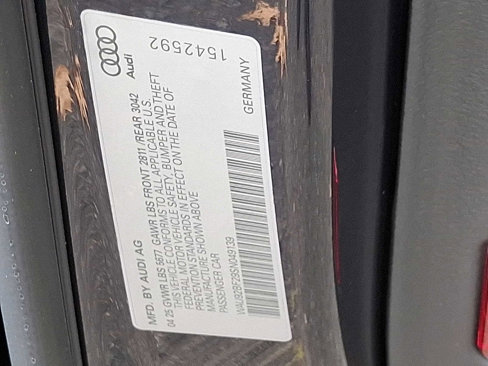 Audi
1542592
MFD. BY AUDI AG
GERMANY
04 25 GVWR LBS 5677 GAWR LBS FRONT 2811/REAR 3042
THIS VEHICLE CONFORMS TO ALL APPLICABLE U.S.
FEDERAL MOTOR VEHICLE SAFETY, BUMPER AND THEFT
PREVENTION STANDARDS IN EFFECT ON THE DATE OF
MANUFACTURE SHOWN ABOVE
PASSENGER CAR